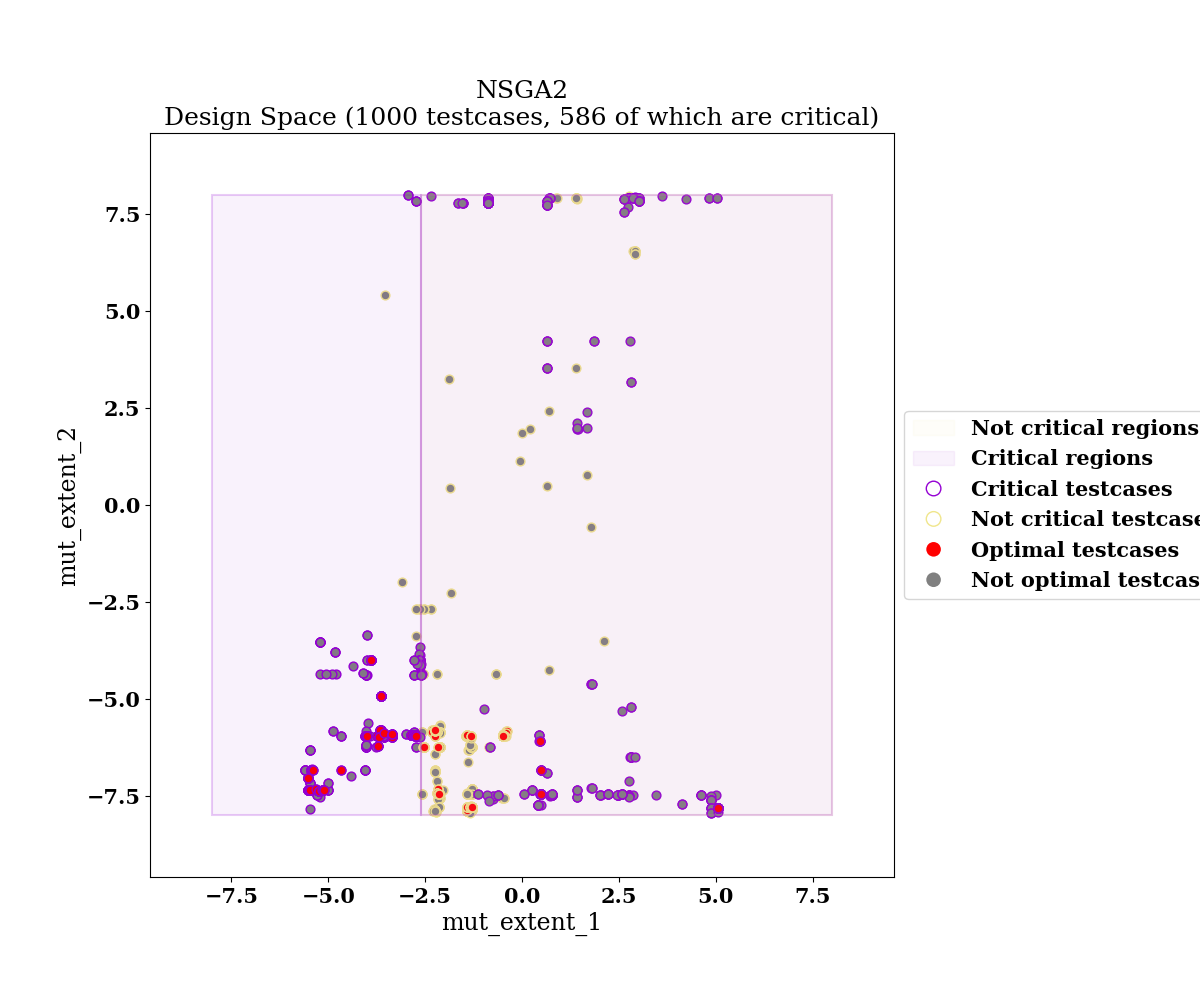 NSGA2
Design Space (1000 testcases, 586 of which are critical)
7.5
5.0
2.5
0.0
−2.5
−5.0
−7.5
mut_extent_2
−7.5 −5.0 −2.5 0.0 2.5 5.0 7.5
mut_extent_1
Not critical regions
Critical regions
Critical testcases
Not critical testcase
Optimal testcases
Not optimal testcas